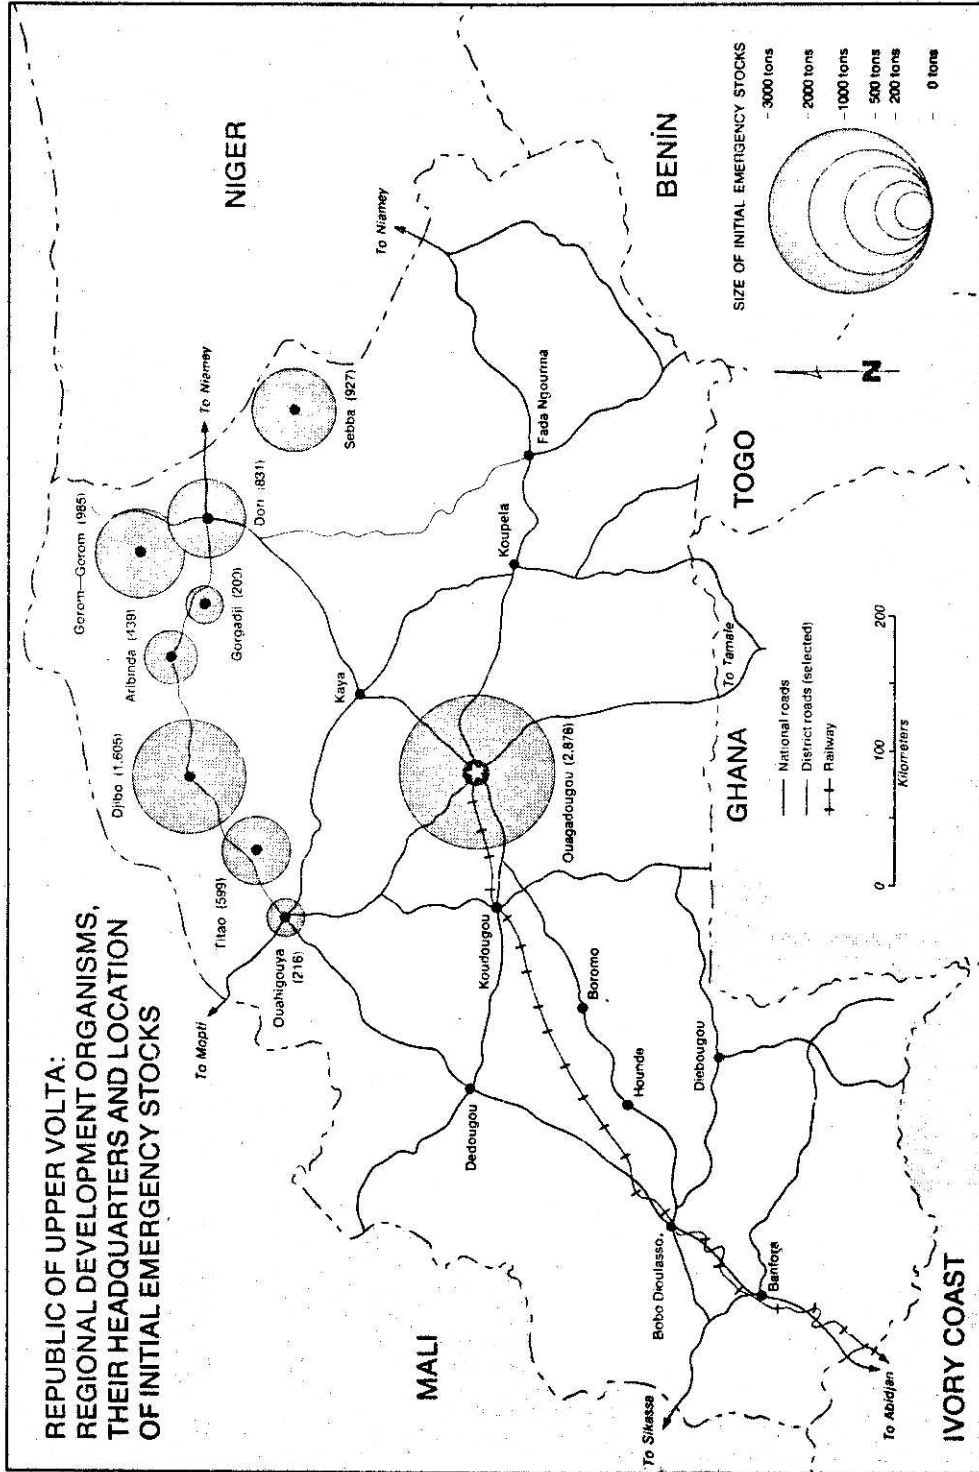 REPUBLIC OF UPPER VOLTA:
REGIONAL DEVELOPMENT ORGANISMS,
THEIR HEADQUARTERS AND LOCATION
OF INITIAL EMERGENCY STOCKS
NIGER
BENIN
MALI
GHANA
TOGO
IVORY COAST
To Mopti
To Niamey
To Niamey
To Sikassa
To Abidjan
To Tamale
Gorom—Gorom (985)
Aribinda (439)
Djibo (1.605)
Titao (599)
Ouahigouya
(216)
Gorgadji (200)
Dori (831)
Sebba (927)
Kaya
Ouagadougou (2.878)
Koupela
Fada Ngourma
Koudougou
Dedougou
Boromo
Hounde
Diebougou
Bobo Dioulasso.
Banfora
SIZE OF INITIAL EMERGENCY STOCKS
- 3000 tons
- 2000 tons
-1000 tons
- 500 tons
- 200 tons
- 0 tons
N
National roads
District roads (selected)
Railway
0 100 200
Kilometers